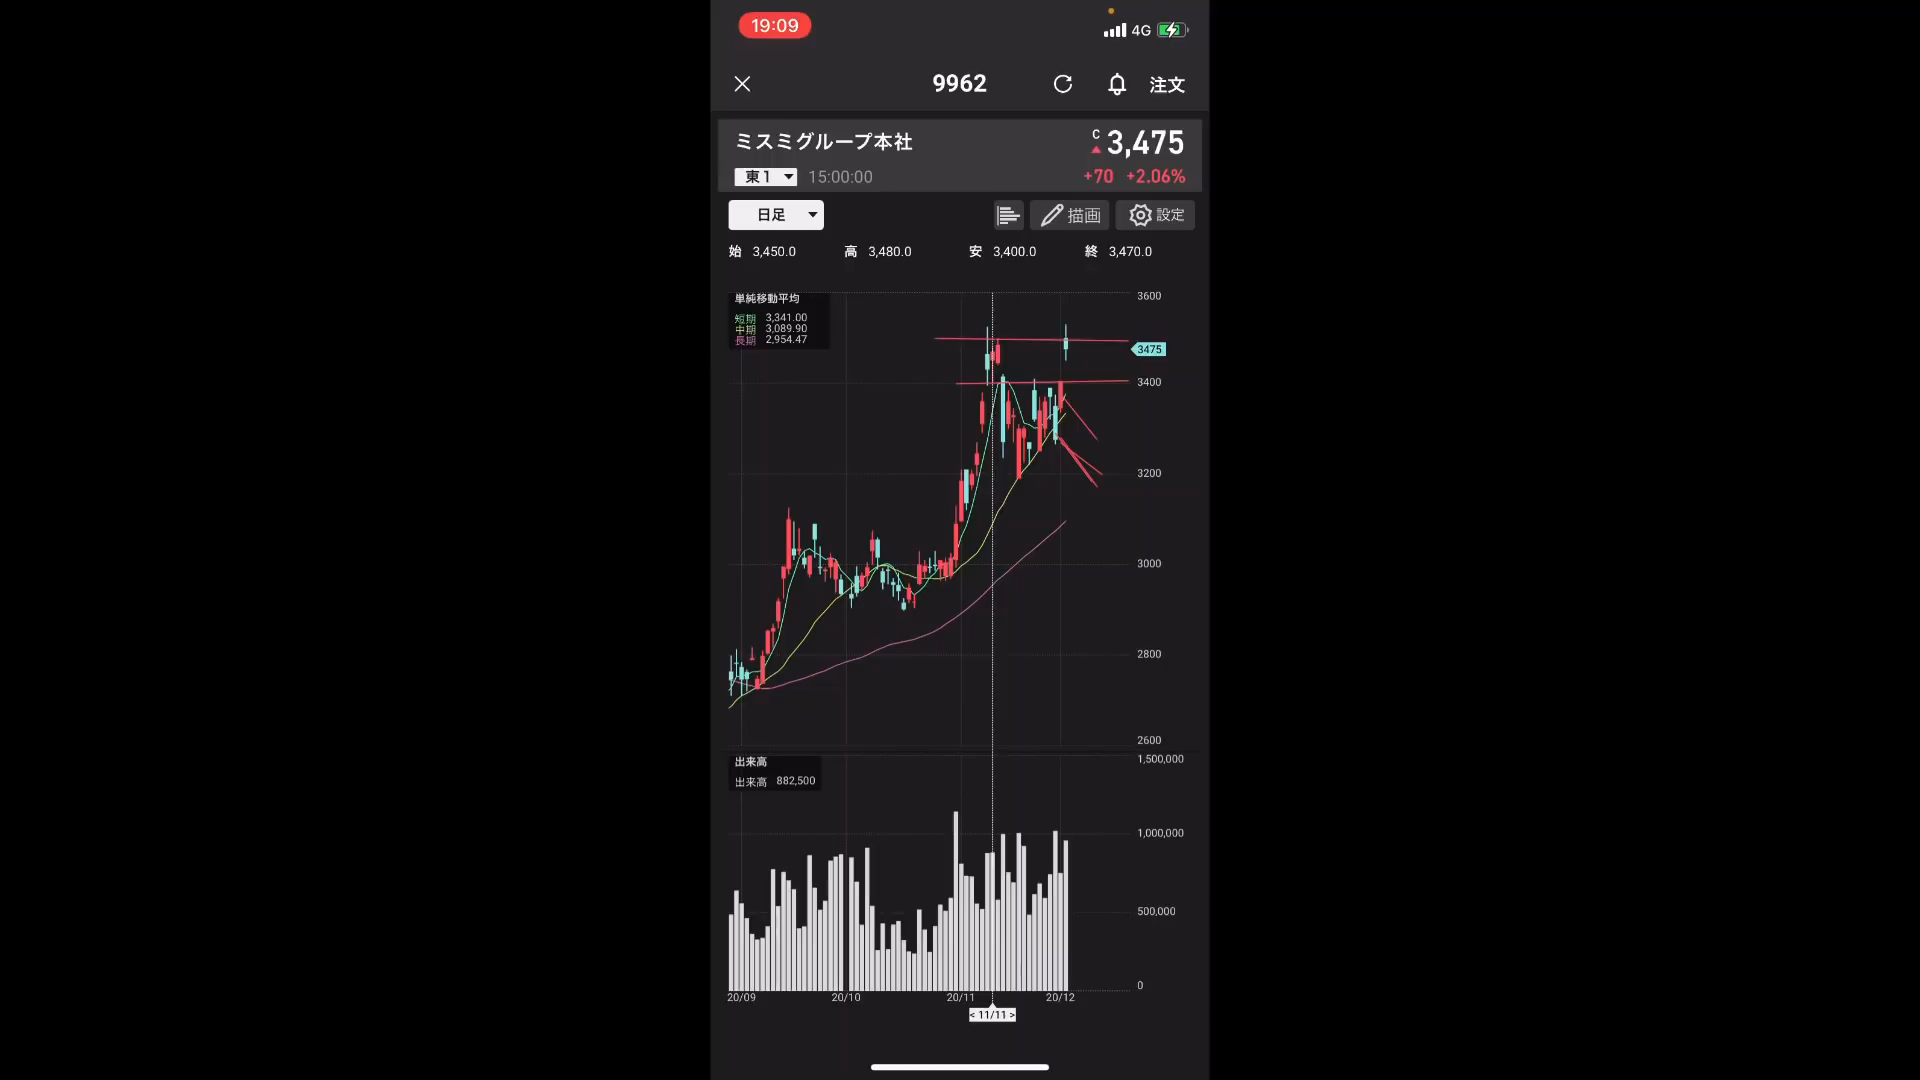 19:09
4G
9962
注文
ミスミグループ本社
C 3,475
東1 15:00:00
+70 +2.06%
日足
描画
設定
始 3,450.0 高 3,480.0 安 3,400.0 終 3,470.0
単純移動平均
短期 3,341.00
中期 3,089.90
長期 2,954.47
3600
3475
3400
3200
3000
2800
2600
出来高
出来高 882,500
1,500,000
1,000,000
500,000
0
20/09 20/10 20/11 20/12
< 11/11 >